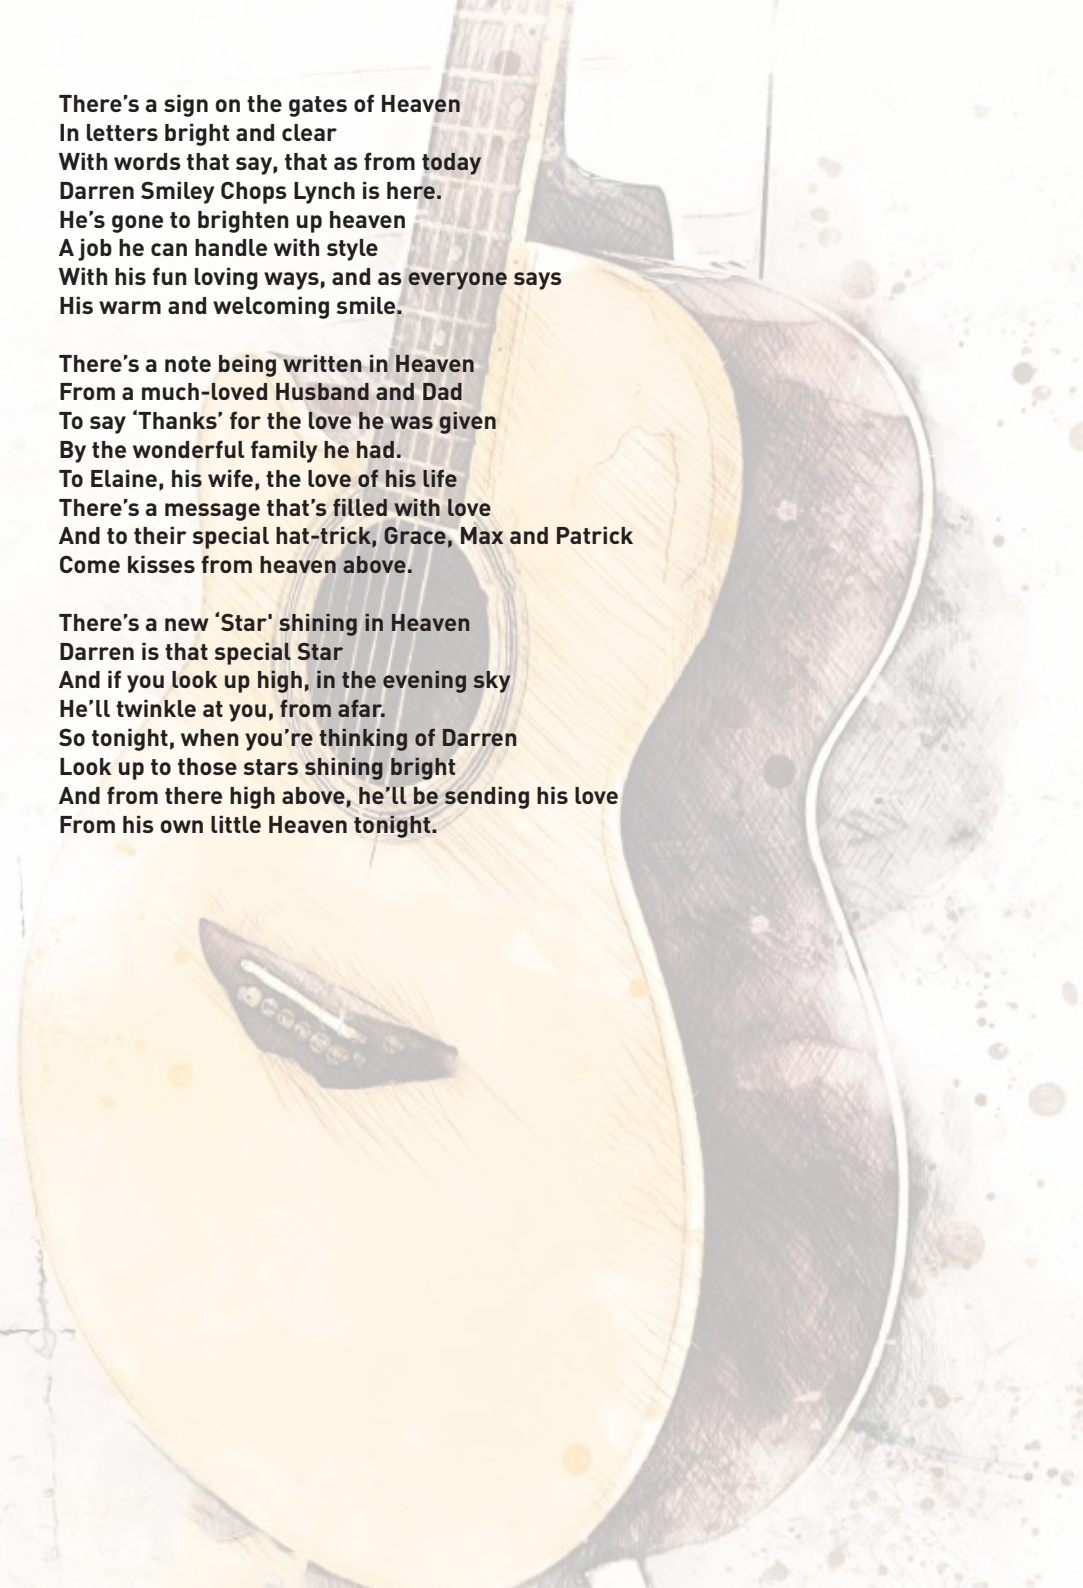 There’s a sign on the gates of Heaven
In letters bright and clear
With words that say, that as from today
Darren Smiley Chops Lynch is here.
He’s gone to brighten up heaven
A job he can handle with style
With his fun loving ways, and as everyone says
His warm and welcoming smile.

There’s a note being written in Heaven
From a much-loved Husband and Dad
To say ‘Thanks’ for the love he was given
By the wonderful family he had.
To Elaine, his wife, the love of his life
There’s a message that’s filled with love
And to their special hat-trick, Grace, Max and Patrick
Come kisses from heaven above.

There’s a new ‘Star' shining in Heaven
Darren is that special Star
And if you look up high, in the evening sky
He’ll twinkle at you, from afar.
So tonight, when you’re thinking of Darren
Look up to those stars shining bright
And from there high above, he’ll be sending his love
From his own little Heaven tonight.